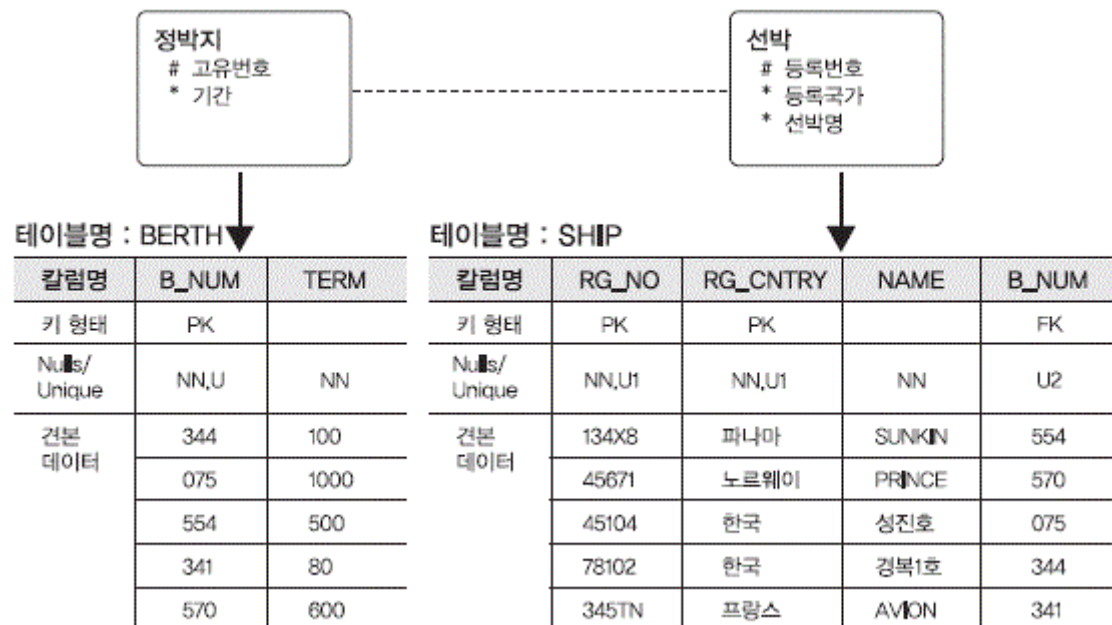 정박지
# 고유번호
* 기간
선박
# 등록번호
* 등록국가
* 선박명
테이블명 : BERTH
칼럼명 B_NUM TERM
키 형태 PK
Nulls/
Unique NN,U NN
견본
데이터 344 100
075 1000
554 500
341 80
570 600
테이블명 : SHIP
칼럼명 RG_NO RG_CNTRY NAME B_NUM
키 형태 PK PK FK
Nulls/
Unique NN,U1 NN,U1 NN U2
견본
데이터 134X8 파나마 SUNKIN 554
45671 노르웨이 PRINCE 570
45104 한국 성진호 075
78102 한국 경복1호 344
345TN 프랑스 AVION 341